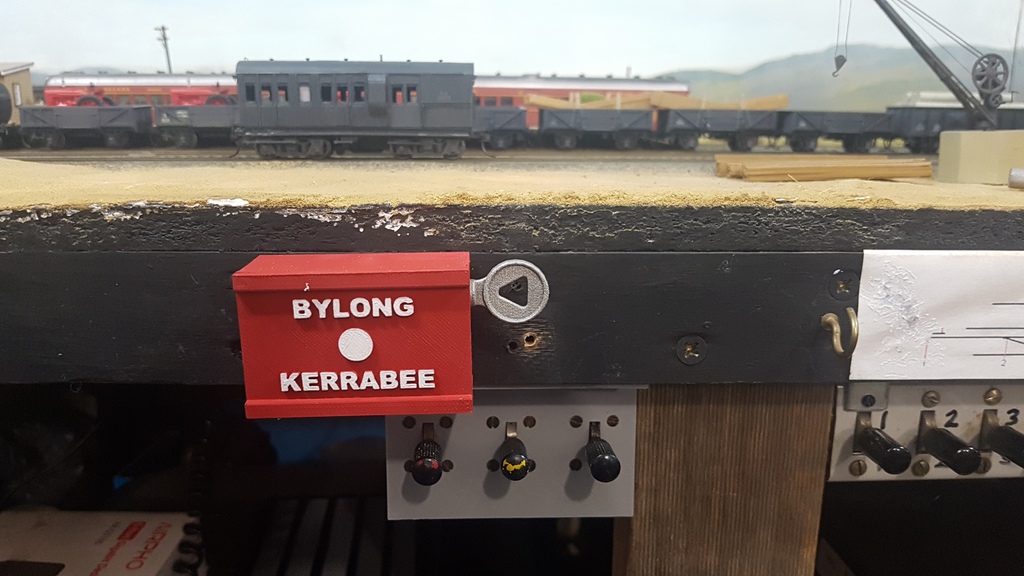 BYLONG
KERRABEE
1 2 3